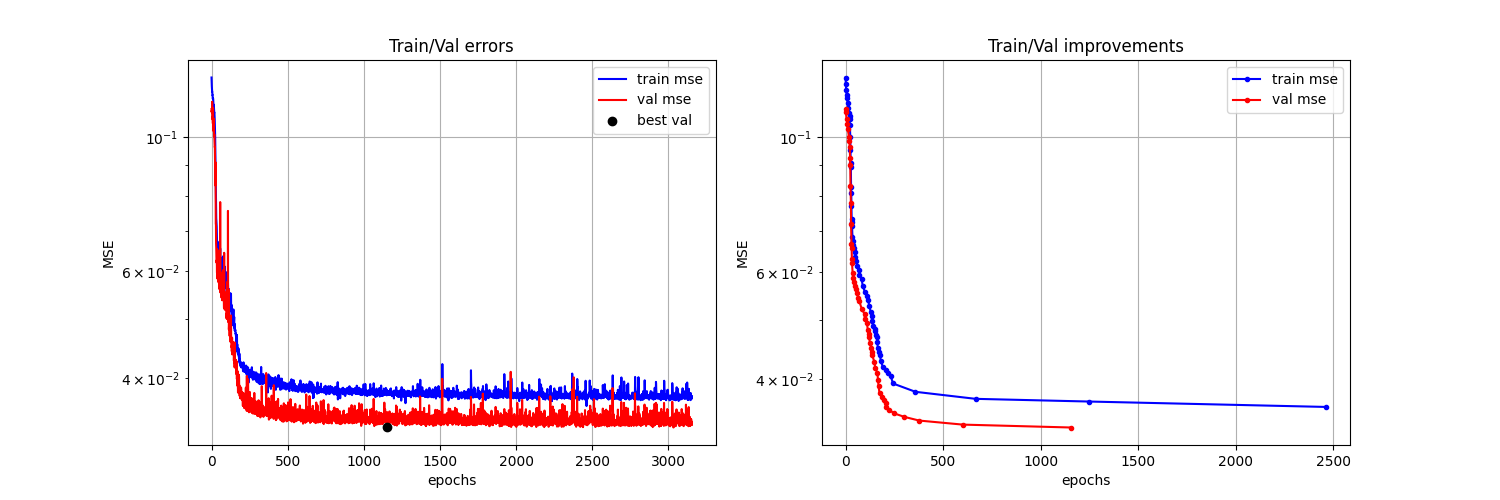 Train/Val errors
train mse
val mse
best val
MSE
10⁻¹
6 × 10⁻²
4 × 10⁻²
0 500 1000 1500 2000 2500 3000
epochs
Train/Val improvements
train mse
val mse
MSE
10⁻¹
6 × 10⁻²
4 × 10⁻²
0 500 1000 1500 2000 2500
epochs